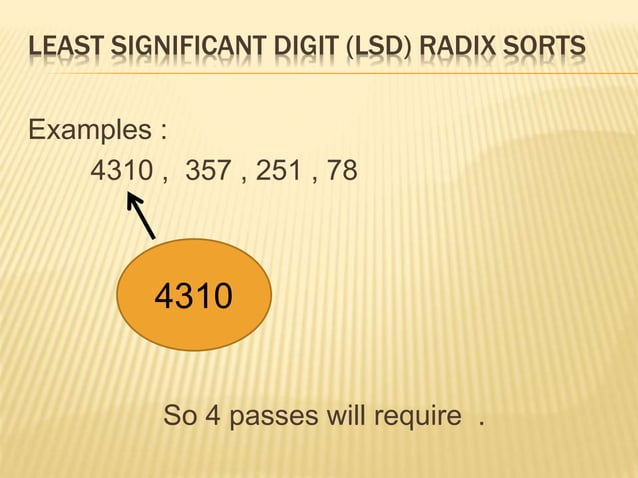 LEAST SIGNIFICANT DIGIT (LSD) RADIX SORTS
Examples :
4310 , 357 , 251 , 78
4310
So 4 passes will require .